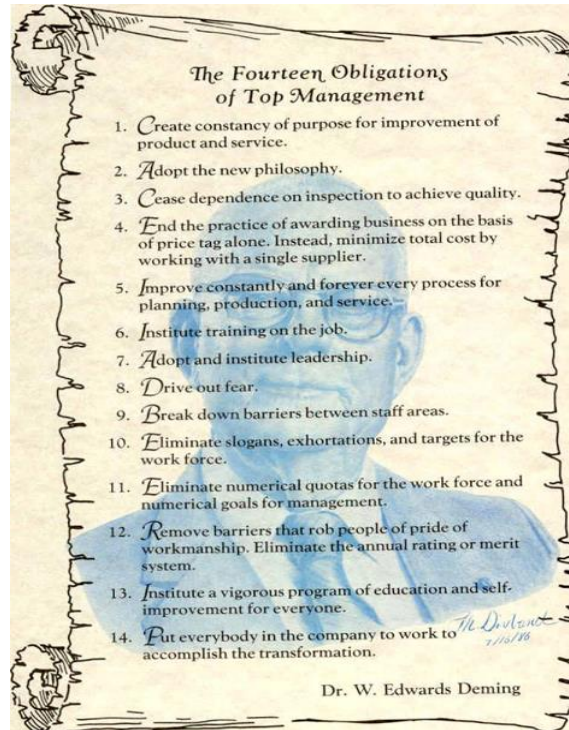 The Fourteen Obligations
of Top Management
1. Create constancy of purpose for improvement of
product and service.
2. Adopt the new philosophy.
3. Cease dependence on inspection to achieve quality.
4. End the practice of awarding business on the basis
of price tag alone. Instead, minimize total cost by
working with a single supplier.
5. Improve constantly and forever every process for
planning, production, and service.
6. Institute training on the job.
7. Adopt and institute leadership.
8. Drive out fear.
9. Break down barriers between staff areas.
10. Eliminate slogans, exhortations, and targets for the
work force.
11. Eliminate numerical quotas for the work force and
numerical goals for management.
12. Remove barriers that rob people of pride of
workmanship. Eliminate the annual rating or merit
system.
13. Institute a vigorous program of education and self-
improvement for everyone.
14. Put everybody in the company to work to
accomplish the transformation.
Dr. W. Edwards Deming